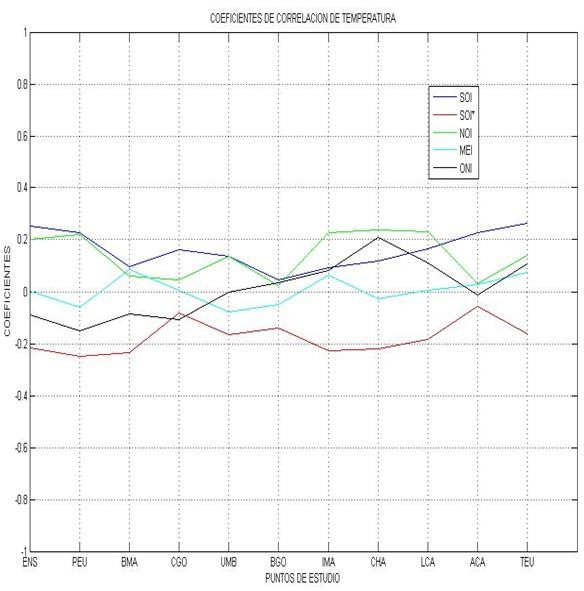 COEFICIENTES DE CORRELACION DE TEMPERATURA
1
0.8
0.6
0.4
0.2
0
-0.2
-0.4
-0.6
-0.8
-1
COEFICIENTES
SOI
SOI*
NOI
MEI
ONI
ENS PEU BMA CGO UMB BGO IMA CHA LCA ACA TEU
PUNTOS DE ESTUDIO